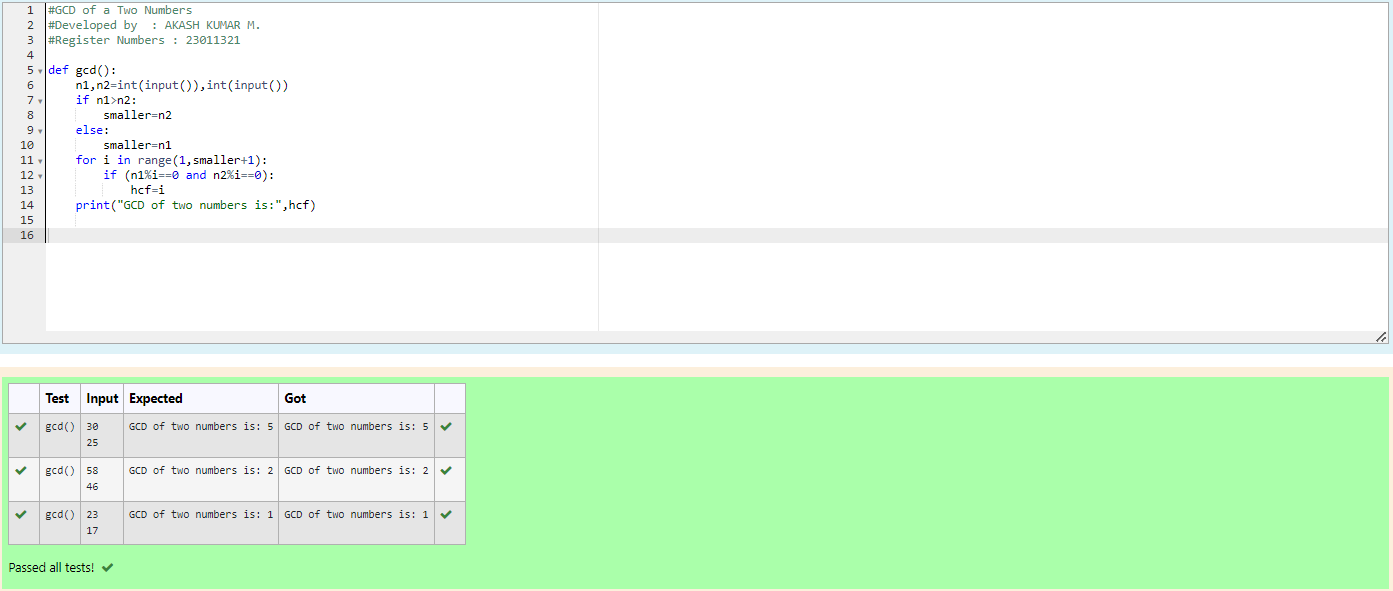 1 #GCD of a Two Numbers
2 #Developed by  : AKASH KUMAR M.
3 #Register Numbers : 23011321
4
5 def gcd():
6     n1,n2=int(input()),int(input())
7     if n1>n2:
8         smaller=n2
9     else:
10         smaller=n1
11     for i in range(1,smaller+1):
12         if (n1%i==0 and n2%i==0):
13             hcf=i
14     print("GCD of two numbers is:",hcf)
15
16
Test Input Expected Got
gcd() 30 GCD of two numbers is: 5 GCD of two numbers is: 5
25
gcd() 58 GCD of two numbers is: 2 GCD of two numbers is: 2
46
gcd() 23 GCD of two numbers is: 1 GCD of two numbers is: 1
17
Passed all tests!